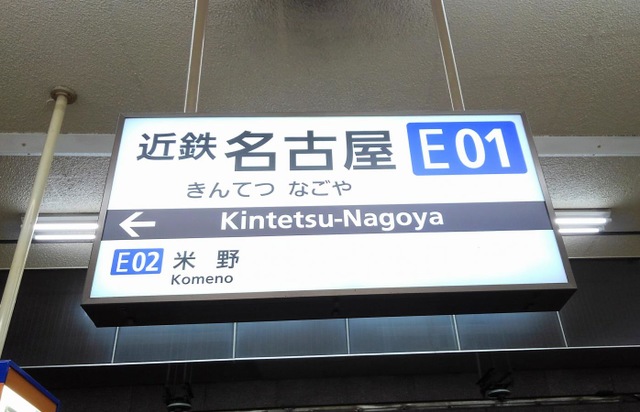 近鉄 名古屋 E01
きんてつ なごや
← Kintetsu-Nagoya
E02 米野
Komeno